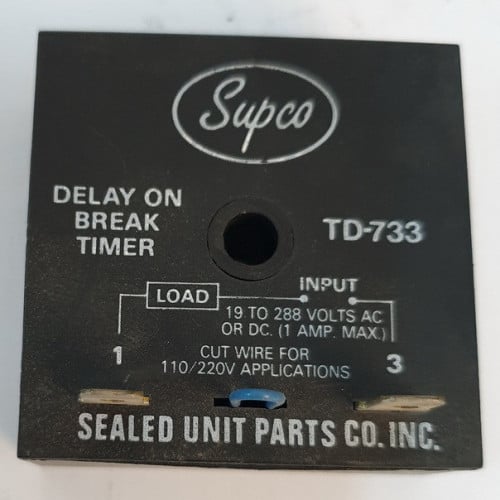 Supco
DELAY ON
BREAK
TIMER
TD-733
LOAD
INPUT
19 TO 288 VOLTS AC
OR DC. (1 AMP. MAX.)
1
CUT WIRE FOR
110/220V APPLICATIONS
3
SEALED UNIT PARTS CO. INC.